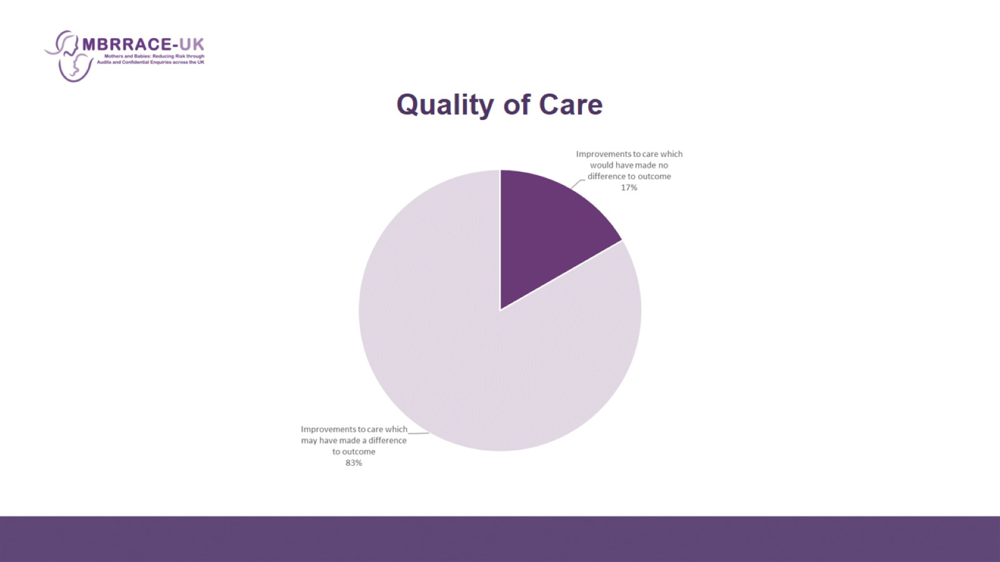 MBRRACE-UK
Mothers and Babies: Reducing Risk through
Audits and Confidential Enquiries across the UK
Quality of Care
Improvements to care which
would have made no
difference to outcome
17%
Improvements to care which
may have made a difference
to outcome
83%